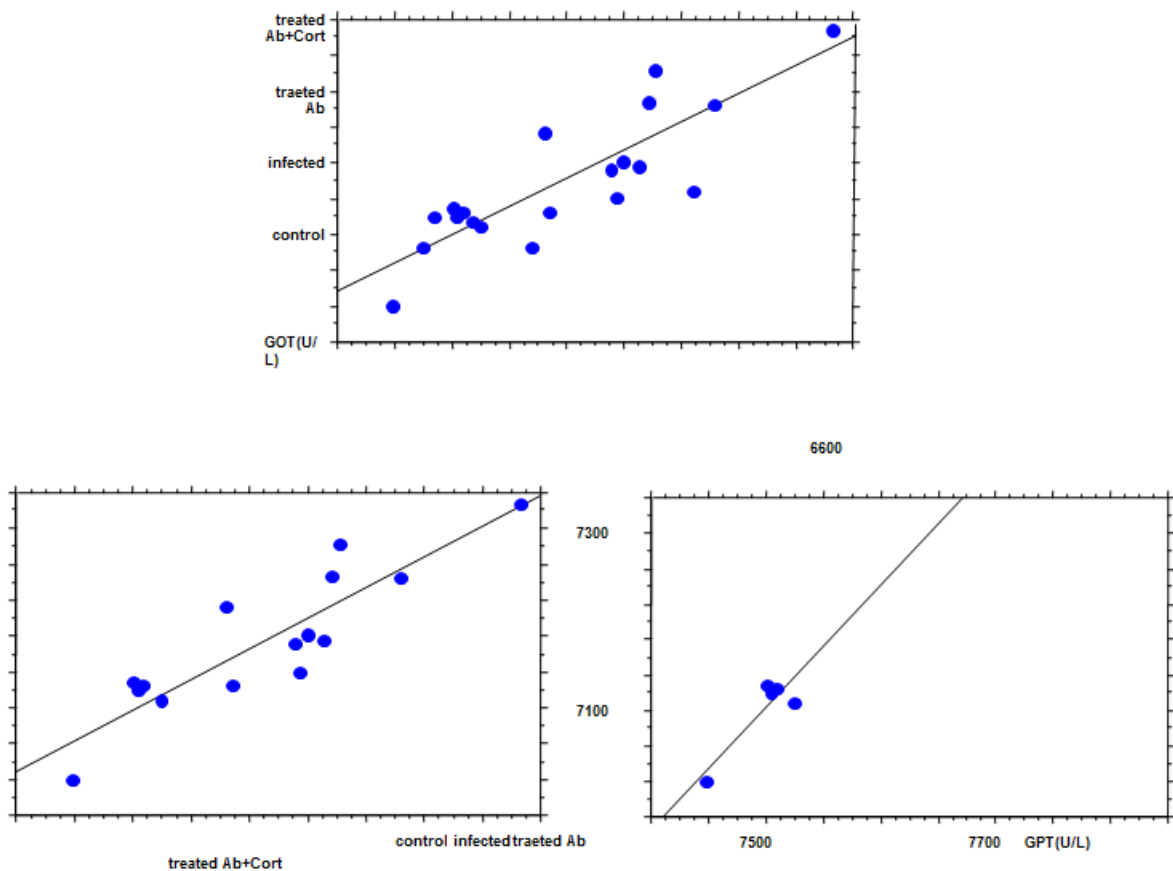 treated
Ab+Cort
traeted
Ab
infected
control
GOT(U/
L)
6600
7300
7100
control infected traeted Ab
treated Ab+Cort
7500
7700
GPT(U/L)